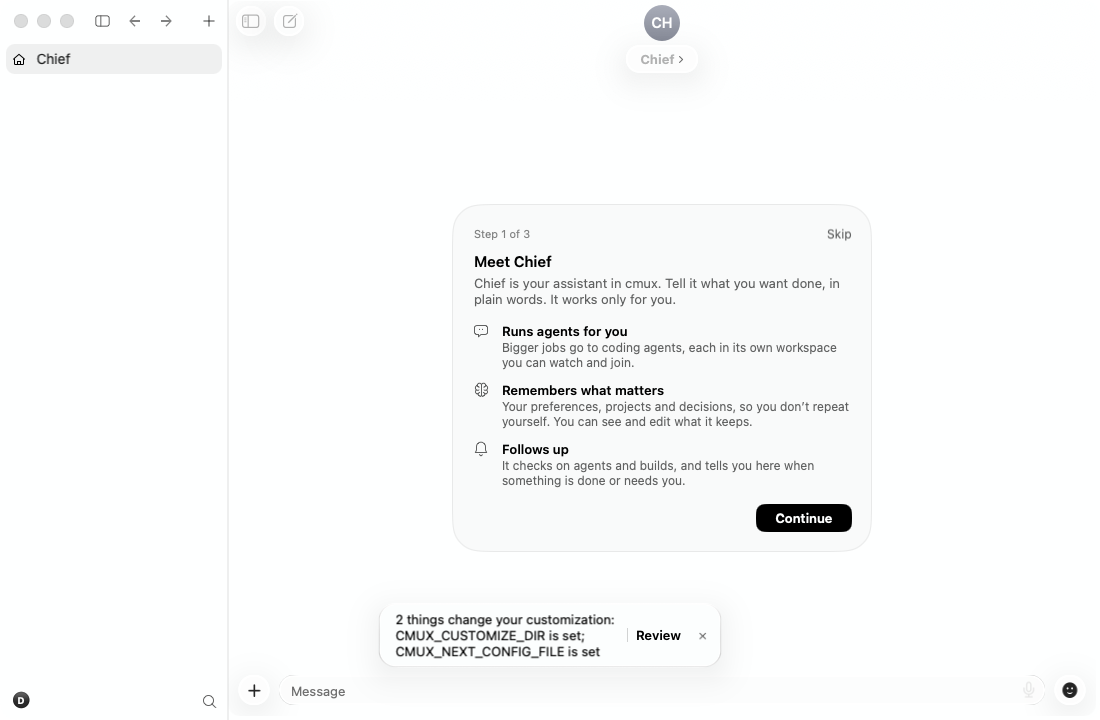 Chief
CH
Chief
Step 1 of 3
Skip
Meet Chief
Chief is your assistant in cmux. Tell it what you want done, in
plain words. It works only for you.
Runs agents for you
Bigger jobs go to coding agents, each in its own workspace
you can watch and join.
Remembers what matters
Your preferences, projects and decisions, so you don’t repeat
yourself. You can see and edit what it keeps.
Follows up
It checks on agents and builds, and tells you here when
something is done or needs you.
Continue
2 things change your customization:
CMUX_CUSTOMIZE_DIR is set;
CMUX_NEXT_CONFIG_FILE is set
Review
Message
D